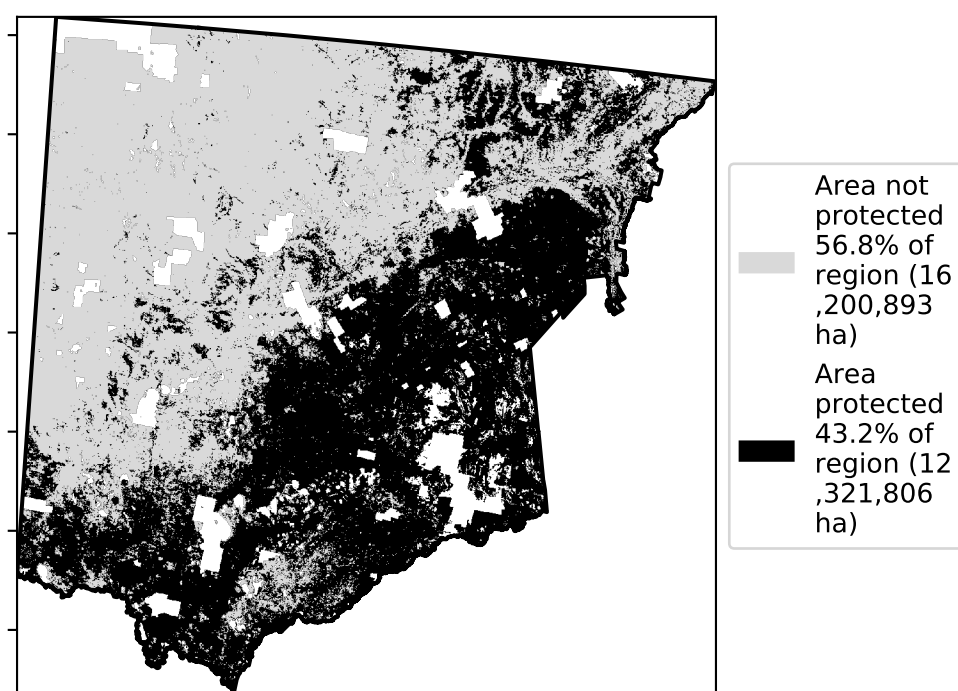 Area not
protected
56.8% of
region (16
,200,893
ha)
Area
protected
43.2% of
region (12
,321,806
ha)